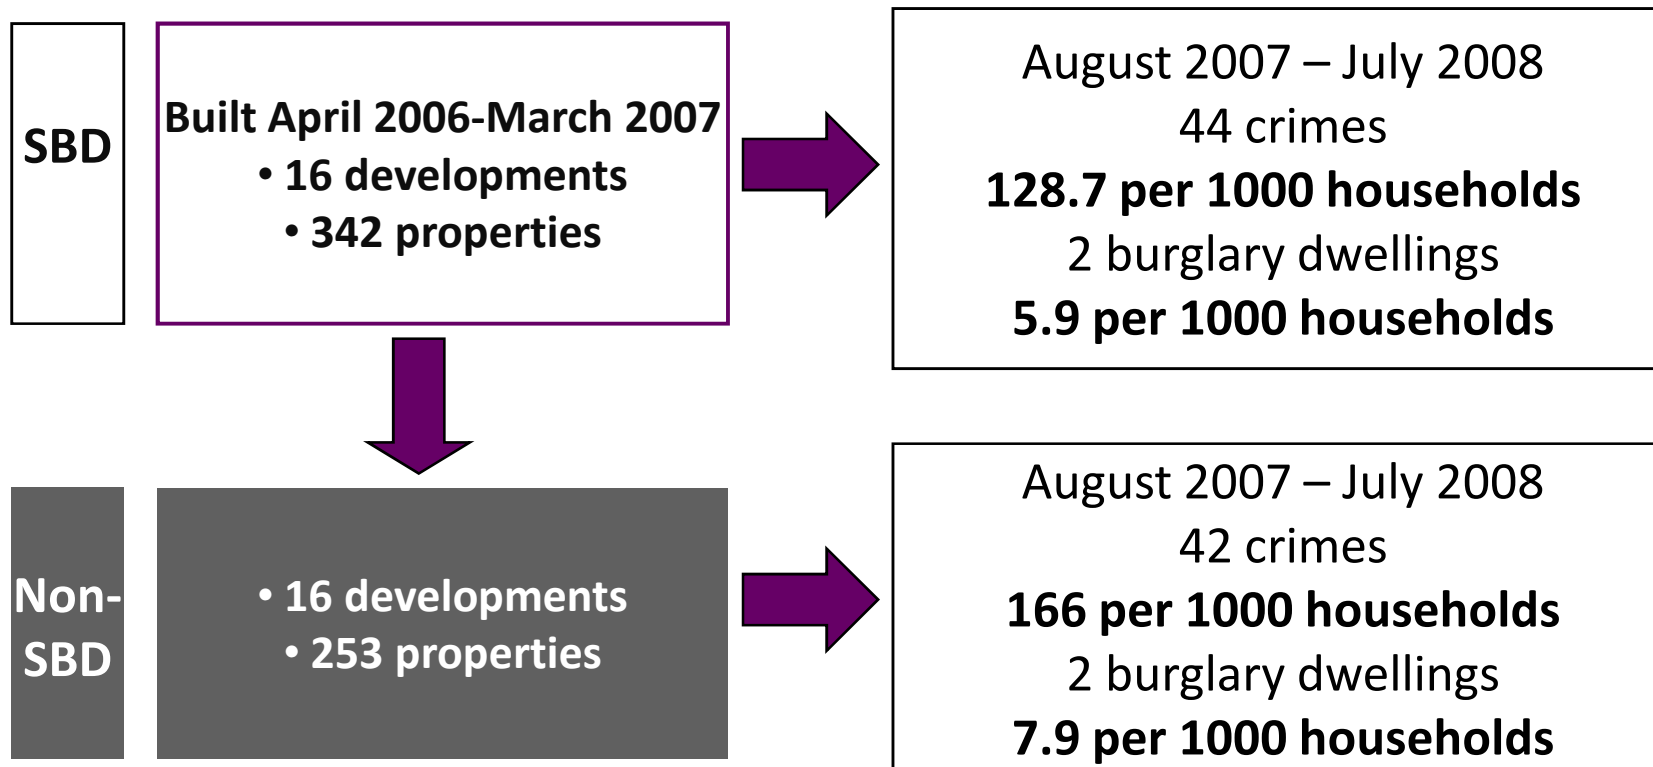 SBD
Built April 2006-March 2007
• 16 developments
• 342 properties
August 2007 – July 2008
44 crimes
128.7 per 1000 households
2 burglary dwellings
5.9 per 1000 households
Non-
SBD
• 16 developments
• 253 properties
August 2007 – July 2008
42 crimes
166 per 1000 households
2 burglary dwellings
7.9 per 1000 households